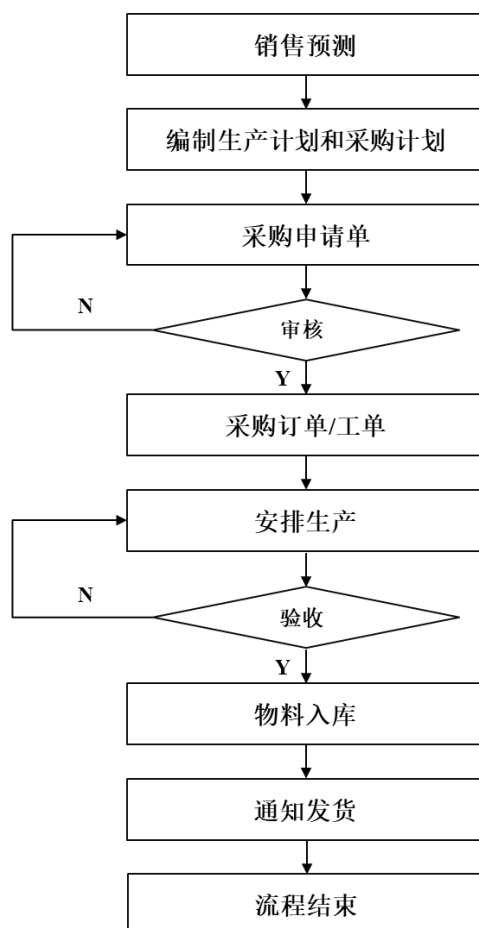 销售预测
编制生产计划和采购计划
采购申请单
N
审核
Y
采购订单/工单
安排生产
N
验收
Y
物料入库
通知发货
流程结束